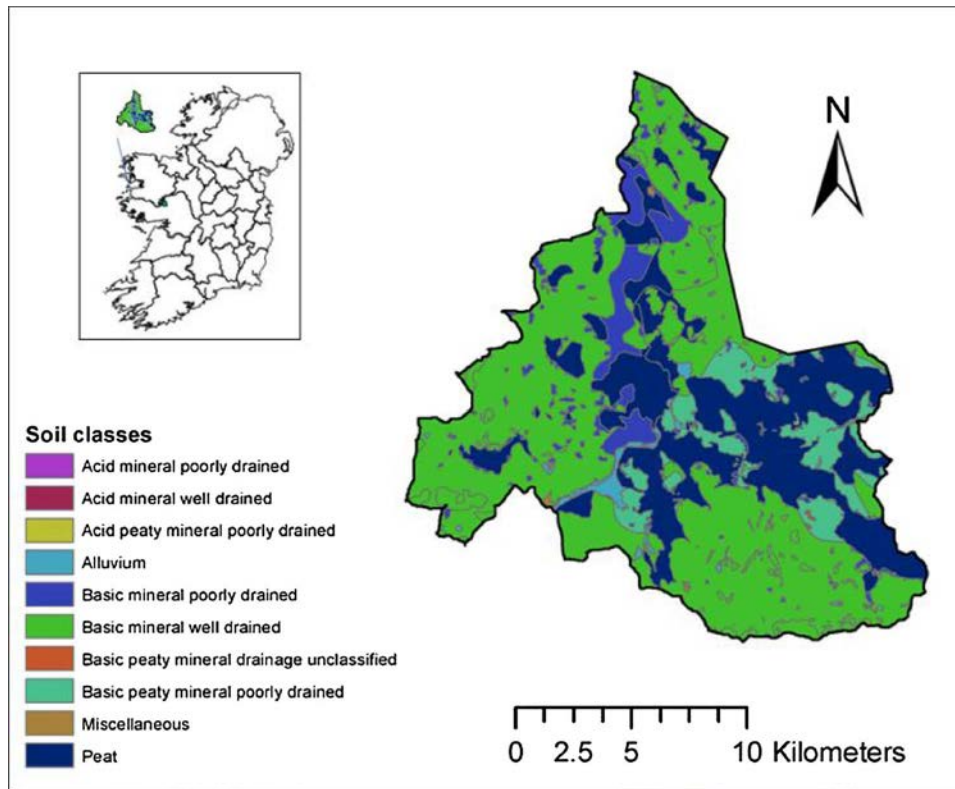 N
Soil classes
Acid mineral poorly drained
Acid mineral well drained
Acid peaty mineral poorly drained
Alluvium
Basic mineral poorly drained
Basic mineral well drained
Basic peaty mineral drainage unclassified
Basic peaty mineral poorly drained
Miscellaneous
Peat
0 2.5 5 10 Kilometers